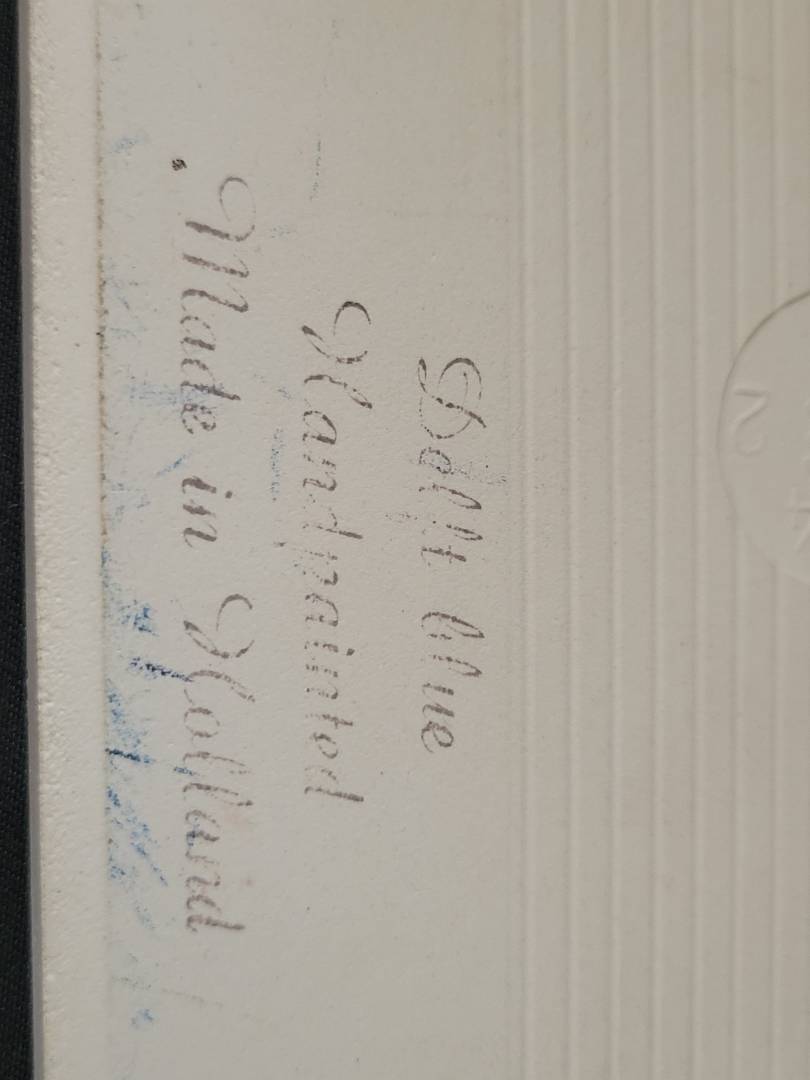 Delft blue
Handpainted
Made in Holland